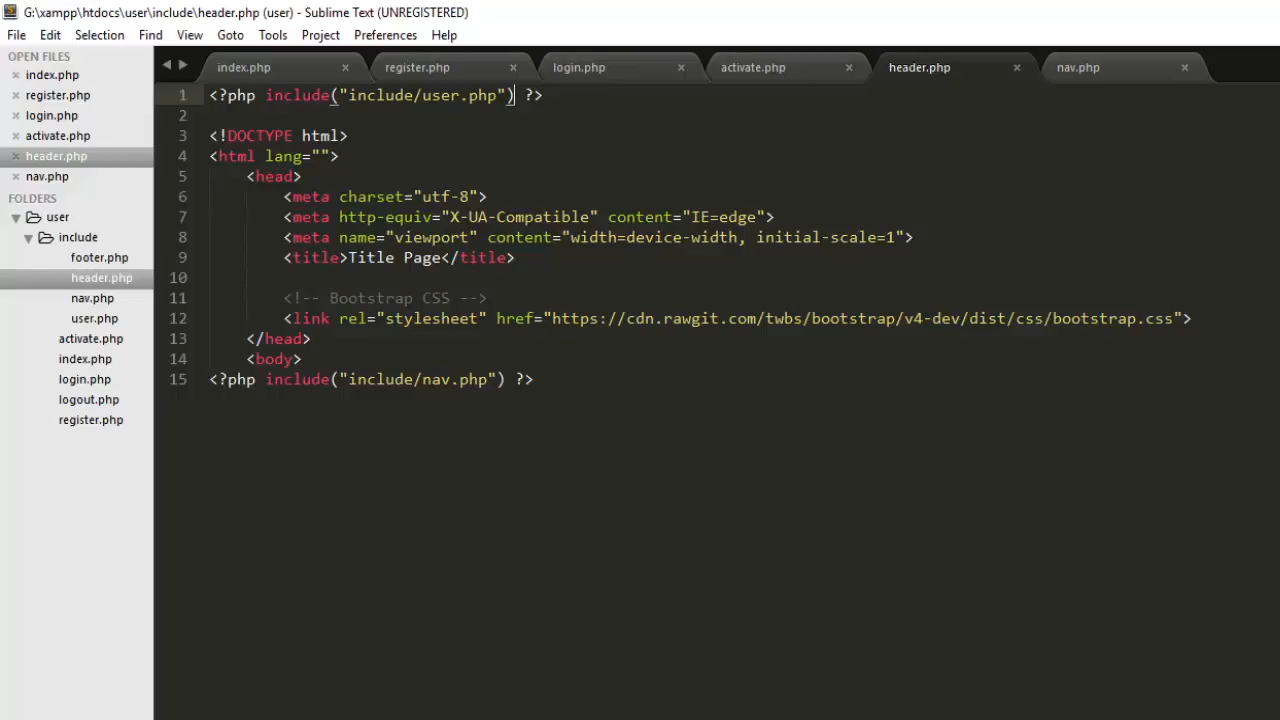 G:\xampp\htdocs\user\include\header.php (user) - Sublime Text (UNREGISTERED)
File Edit Selection Find View Goto Tools Project Preferences Help
OPEN FILES
index.php
register.php
login.php
activate.php
header.php
nav.php
FOLDERS
user
include
footer.php
header.php
nav.php
user.php
activate.php
index.php
login.php
logout.php
register.php
index.php register.php login.php activate.php header.php nav.php
1 <?php include("include/user.php") ?>
2
3 <!DOCTYPE html>
4 <html lang="">
5 <head>
6 <meta charset="utf-8">
7 <meta http-equiv="X-UA-Compatible" content="IE=edge">
8 <meta name="viewport" content="width=device-width, initial-scale=1">
9 <title>Title Page</title>
10
11 <!-- Bootstrap CSS -->
12 <link rel="stylesheet" href="https://cdn.rawgit.com/twbs/bootstrap/v4-dev/dist/css/bootstrap.css">
13 </head>
14 <body>
15 <?php include("include/nav.php") ?>